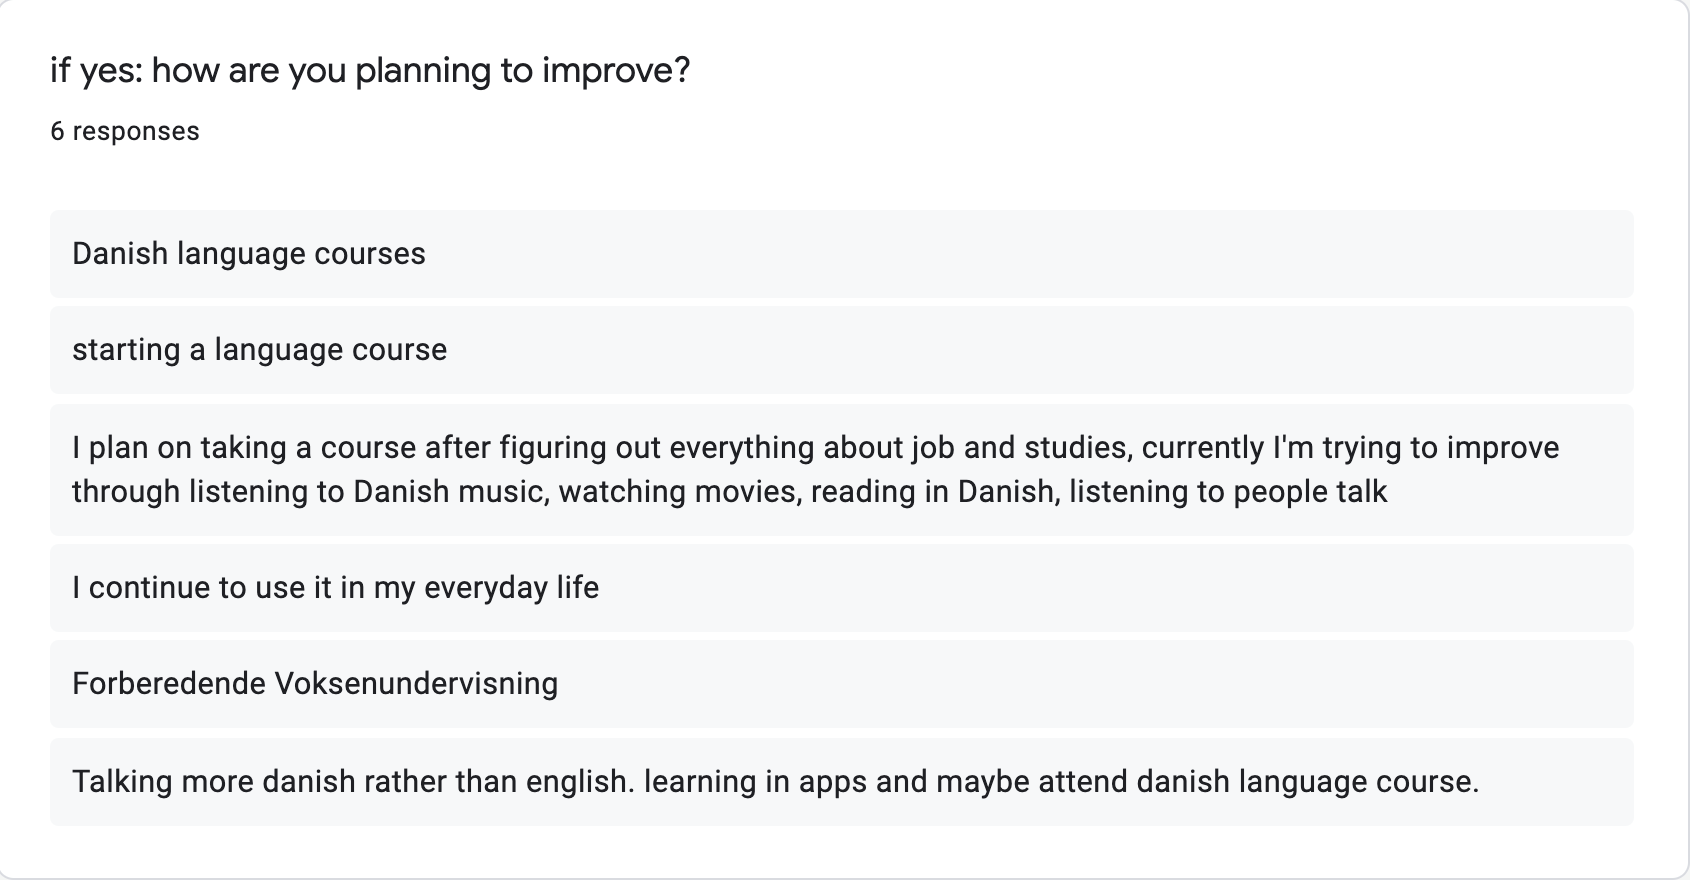 if yes: how are you planning to improve?
6 responses
Danish language courses
starting a language course
I plan on taking a course after figuring out everything about job and studies, currently I'm trying to improve
through listening to Danish music, watching movies, reading in Danish, listening to people talk
I continue to use it in my everyday life
Forberedende Voksenundervisning
Talking more danish rather than english. learning in apps and maybe attend danish language course.